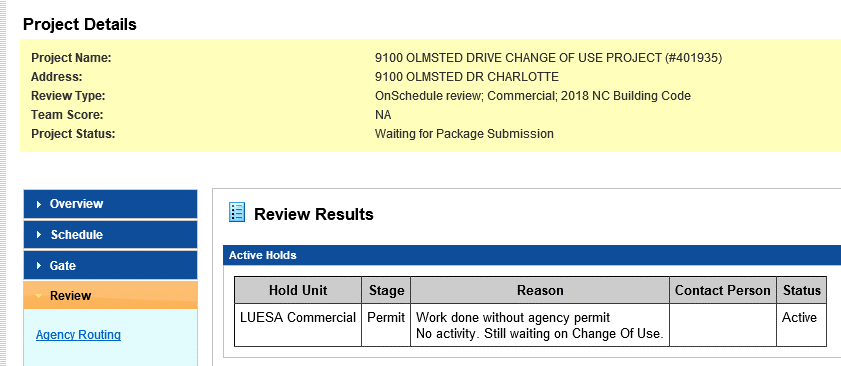 Project Details
Project Name: 9100 OLMSTED DRIVE CHANGE OF USE PROJECT (#401935)
Address: 9100 OLMSTED DR CHARLOTTE
Review Type: OnSchedule review; Commercial; 2018 NC Building Code
Team Score: NA
Project Status: Waiting for Package Submission
Overview
Schedule
Gate
Review
Agency Routing
Review Results
Active Holds
Hold Unit Stage Reason Contact Person Status
LUESA Commercial Permit Work done without agency permit Active
No activity. Still waiting on Change Of Use.